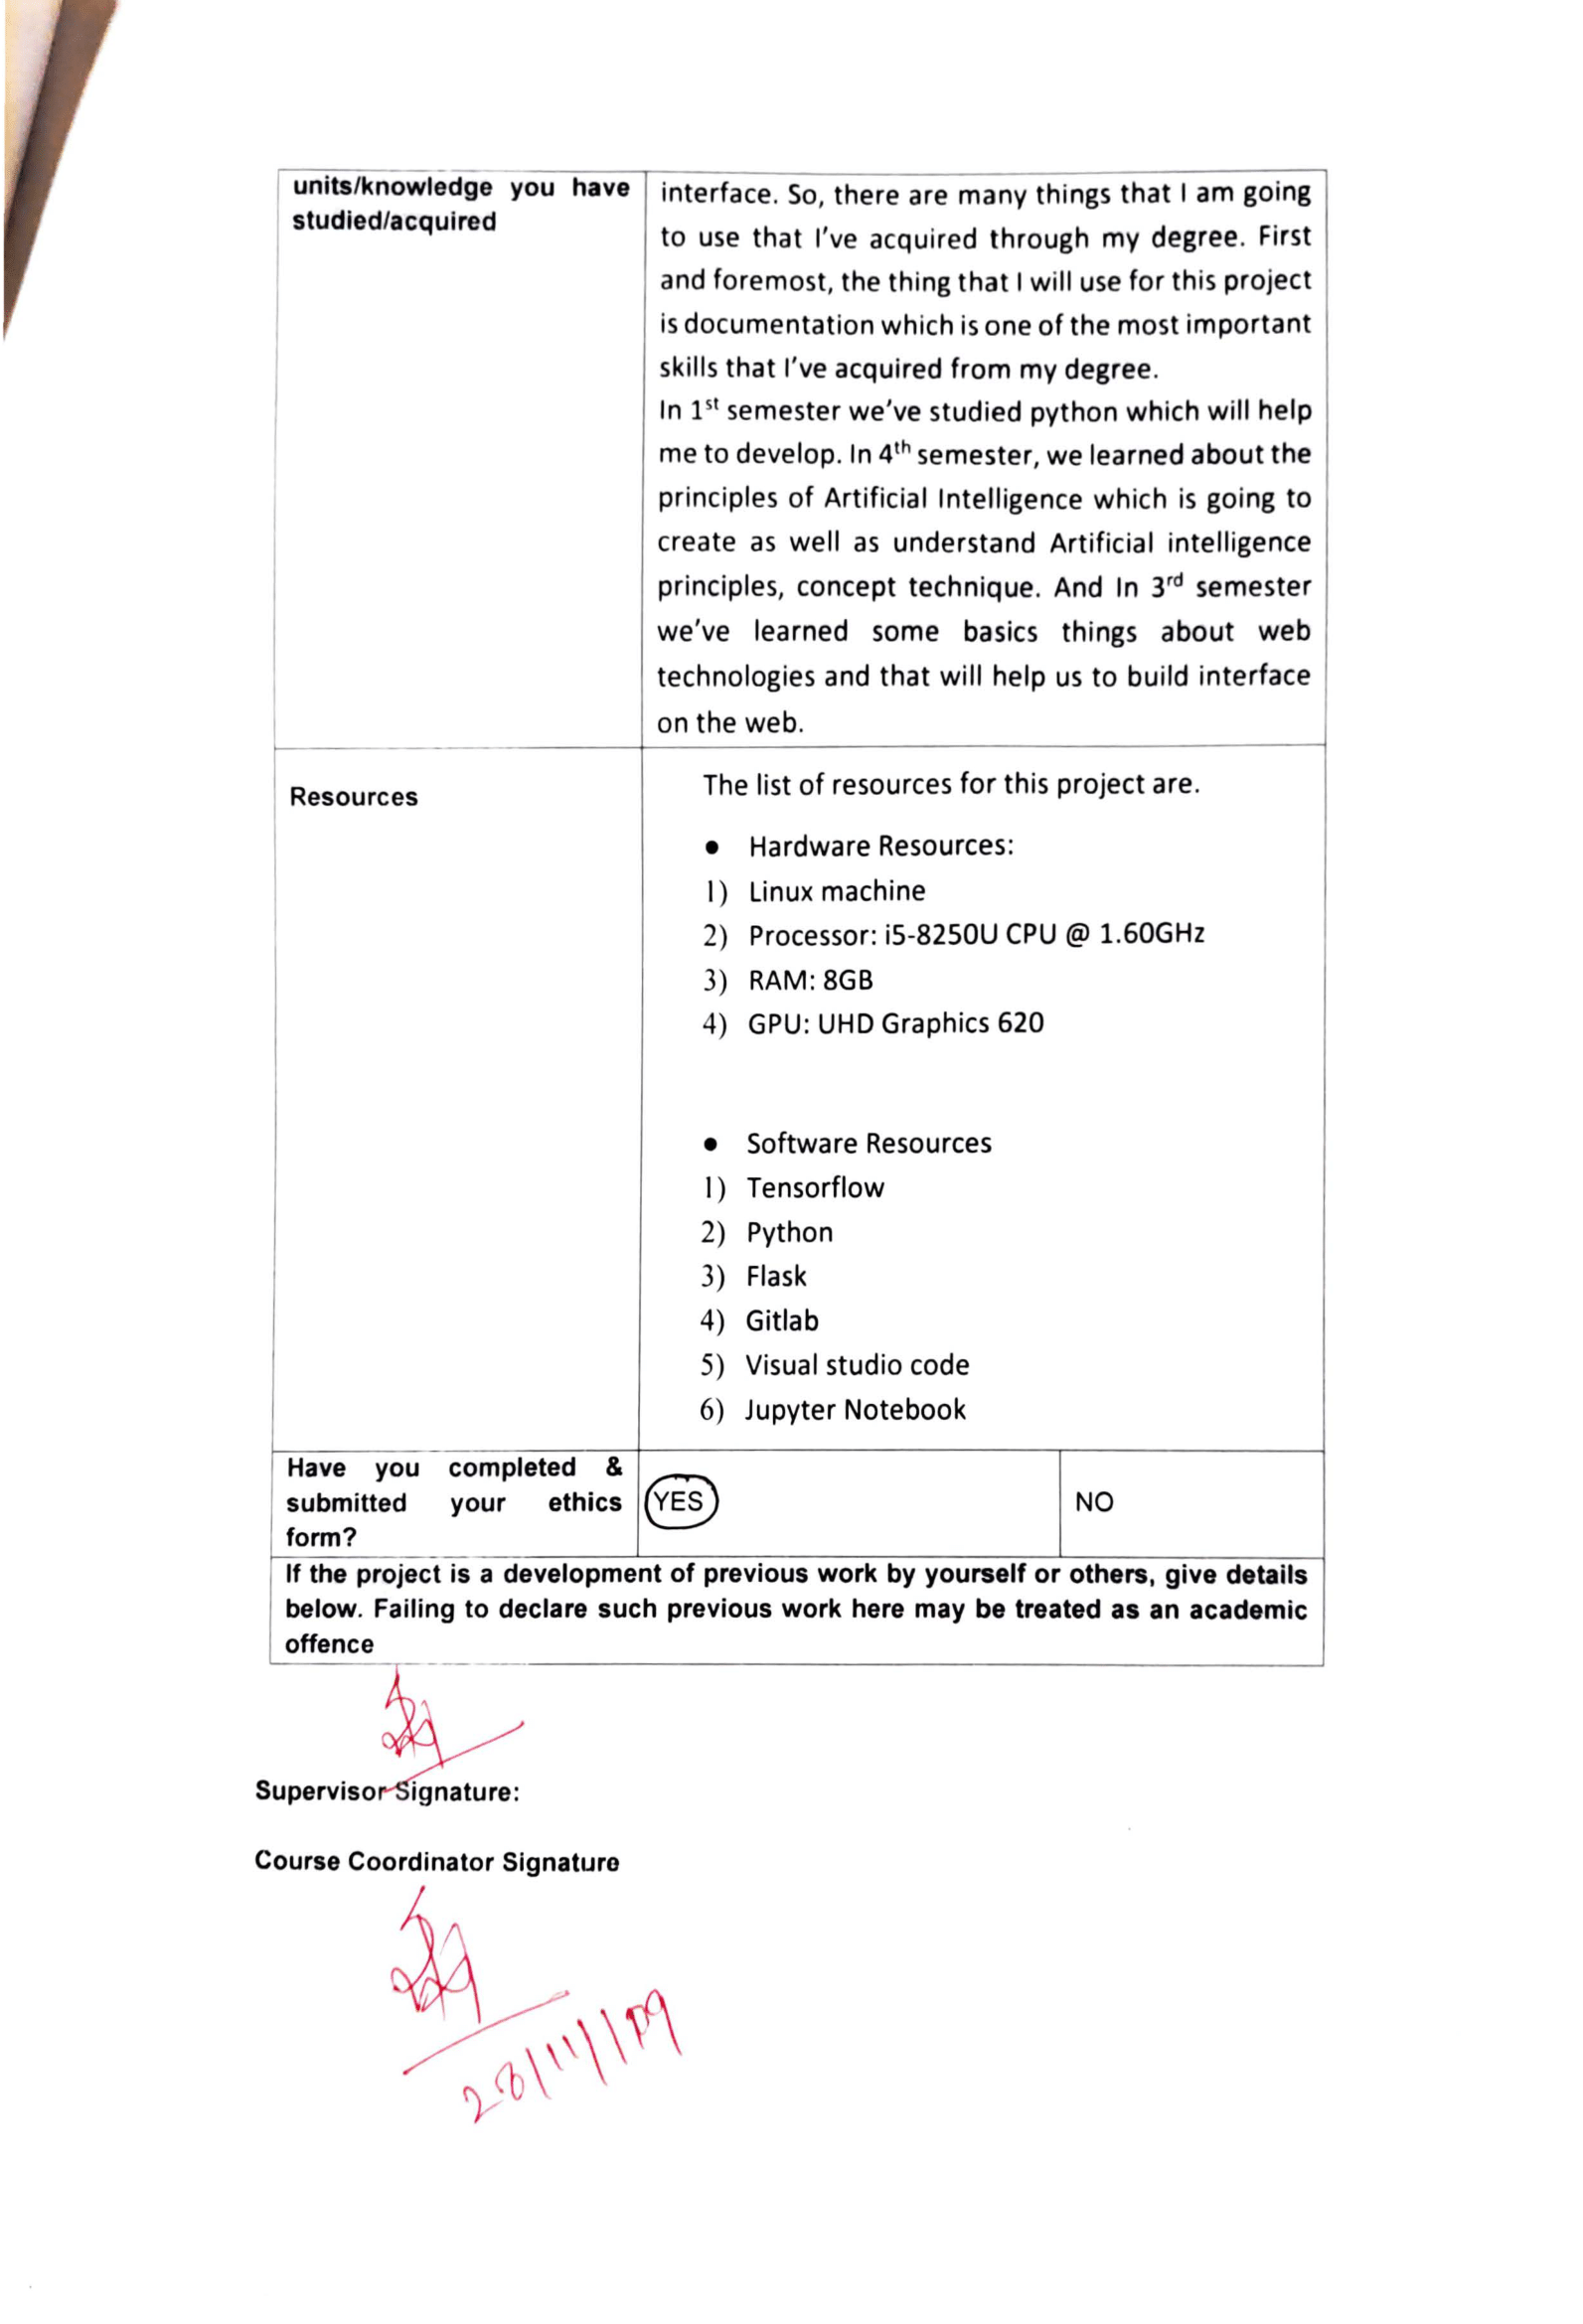 units/knowledge you have
studied/acquired
interface. So, there are many things that I am going
to use that I've acquired through my degree. First
and foremost, the thing that I will use for this project
is documentation which is one of the most important
skills that I've acquired from my degree.
In 1st semester we've studied python which will help
me to develop. In 4th semester, we learned about the
principles of Artificial Intelligence which is going to
create as well as understand Artificial intelligence
principles, concept technique. And In 3rd semester
we've learned some basics things about web
technologies and that will help us to build interface
on the web.
Resources
The list of resources for this project are.
● Hardware Resources:
1) Linux machine
2) Processor: i5-8250U CPU @ 1.60GHz
3) RAM: 8GB
4) GPU: UHD Graphics 620
● Software Resources
1) Tensorflow
2) Python
3) Flask
4) Gitlab
5) Visual studio code
6) Jupyter Notebook
Have you completed &
submitted your ethics
form?
YES
NO
If the project is a development of previous work by yourself or others, give details
below. Failing to declare such previous work here may be treated as an academic
offence
Supervisor Signature:
Course Coordinator Signature
28/11/